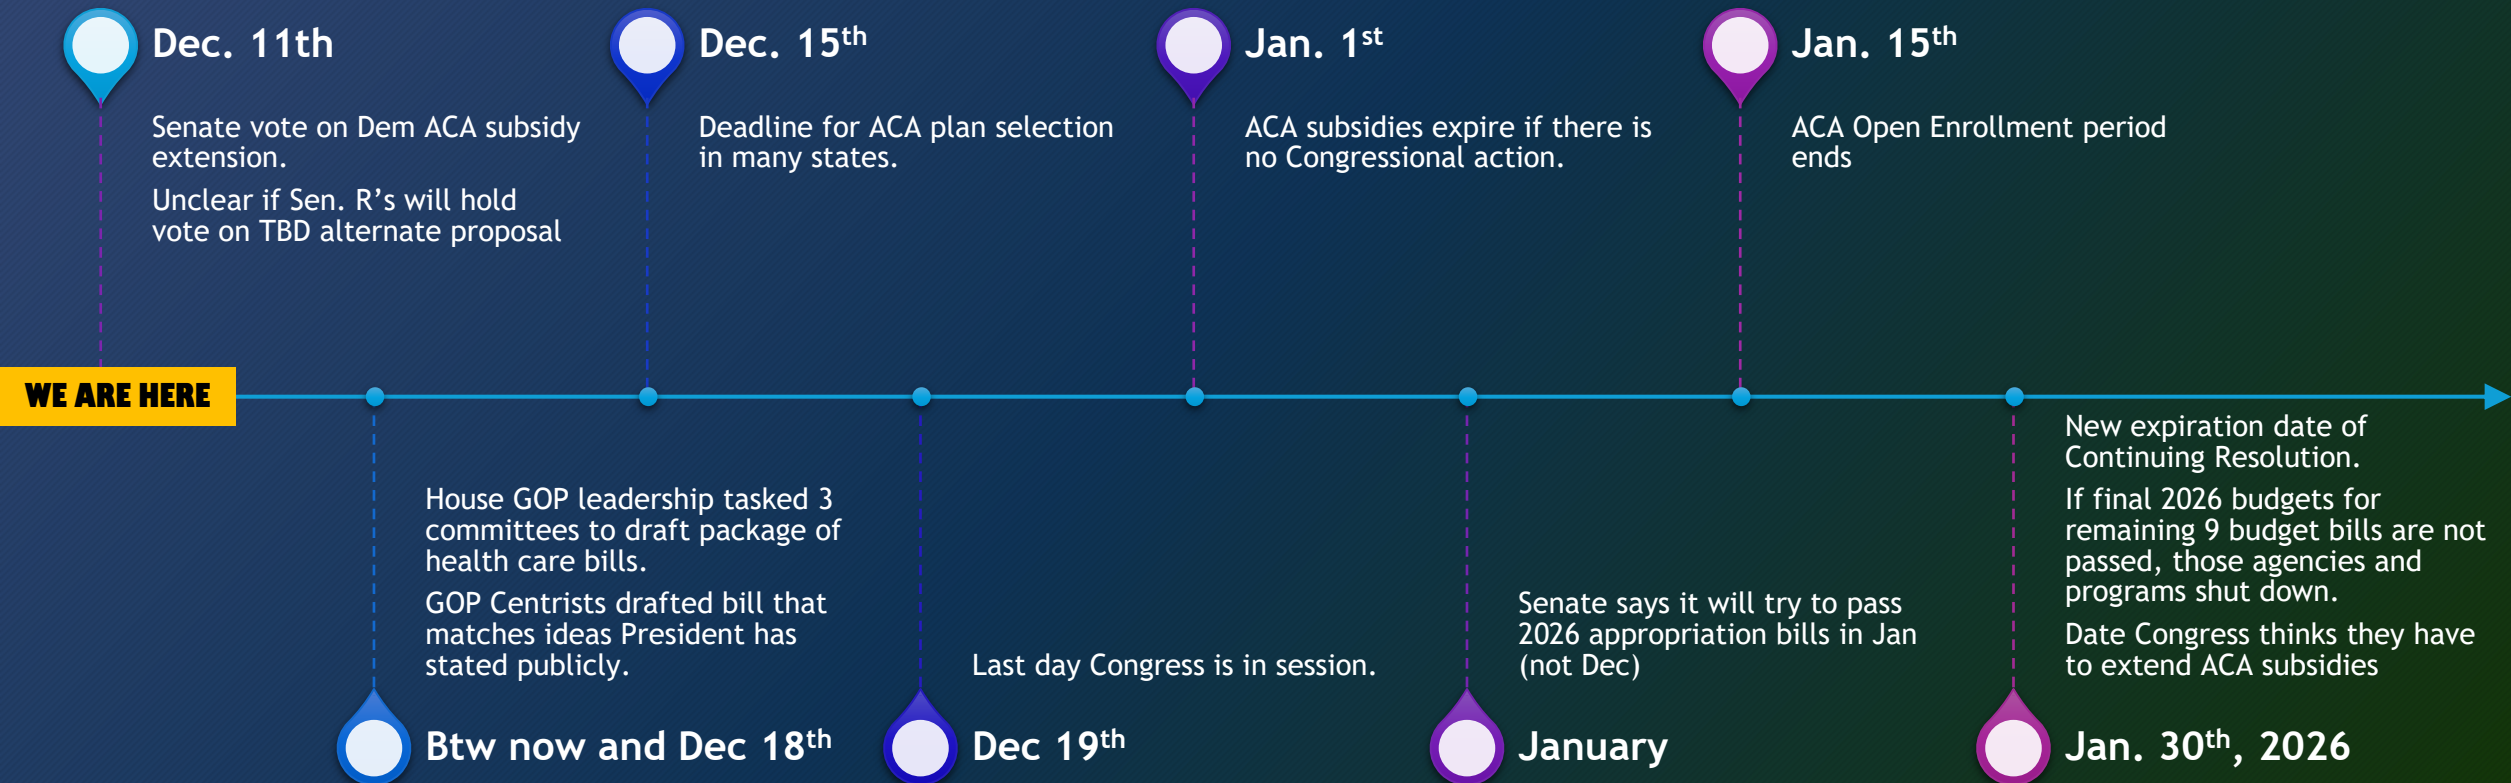 Dec. 11th
Senate vote on Dem ACA subsidy
extension.
Unclear if Sen. R’s will hold
vote on TBD alternate proposal
Dec. 15th
Deadline for ACA plan selection
in many states.
Jan. 1st
ACA subsidies expire if there is
no Congressional action.
Jan. 15th
ACA Open Enrollment period
ends
WE ARE HERE
House GOP leadership tasked 3
committees to draft package of
health care bills.
GOP Centrists drafted bill that
matches ideas President has
stated publicly.
Btw now and Dec 18th
Last day Congress is in session.
Dec 19th
Senate says it will try to pass
2026 appropriation bills in Jan
(not Dec)
January
New expiration date of
Continuing Resolution.
If final 2026 budgets for
remaining 9 budget bills are not
passed, those agencies and
programs shut down.
Date Congress thinks they have
to extend ACA subsidies
Jan. 30th, 2026